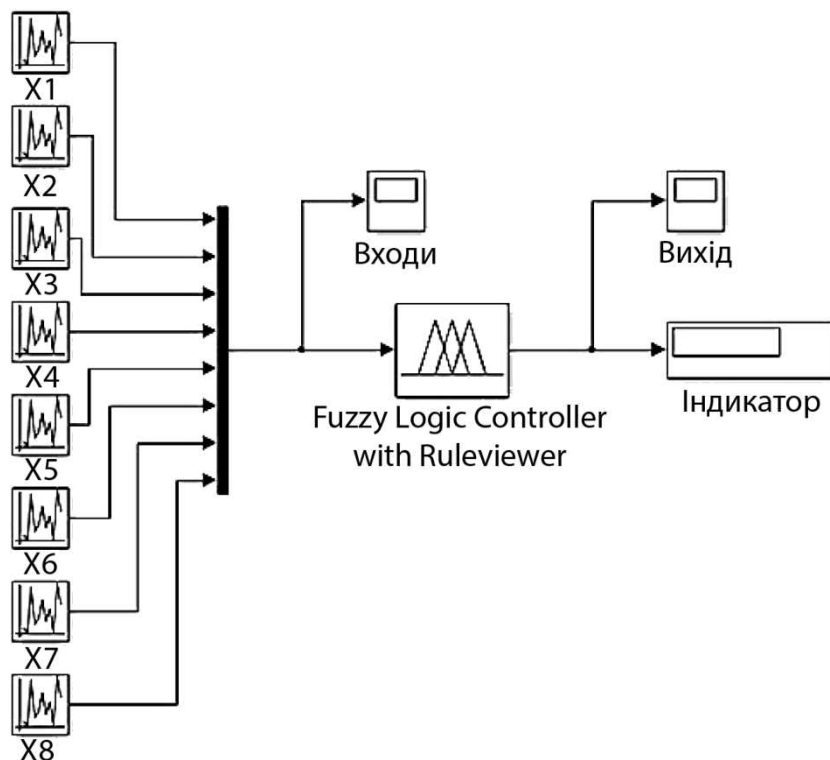 X1
X2
X3
X4
X5
X6
X7
X8
Входи
Вихід
Fuzzy Logic Controller
with Ruleviewer
Індикатор